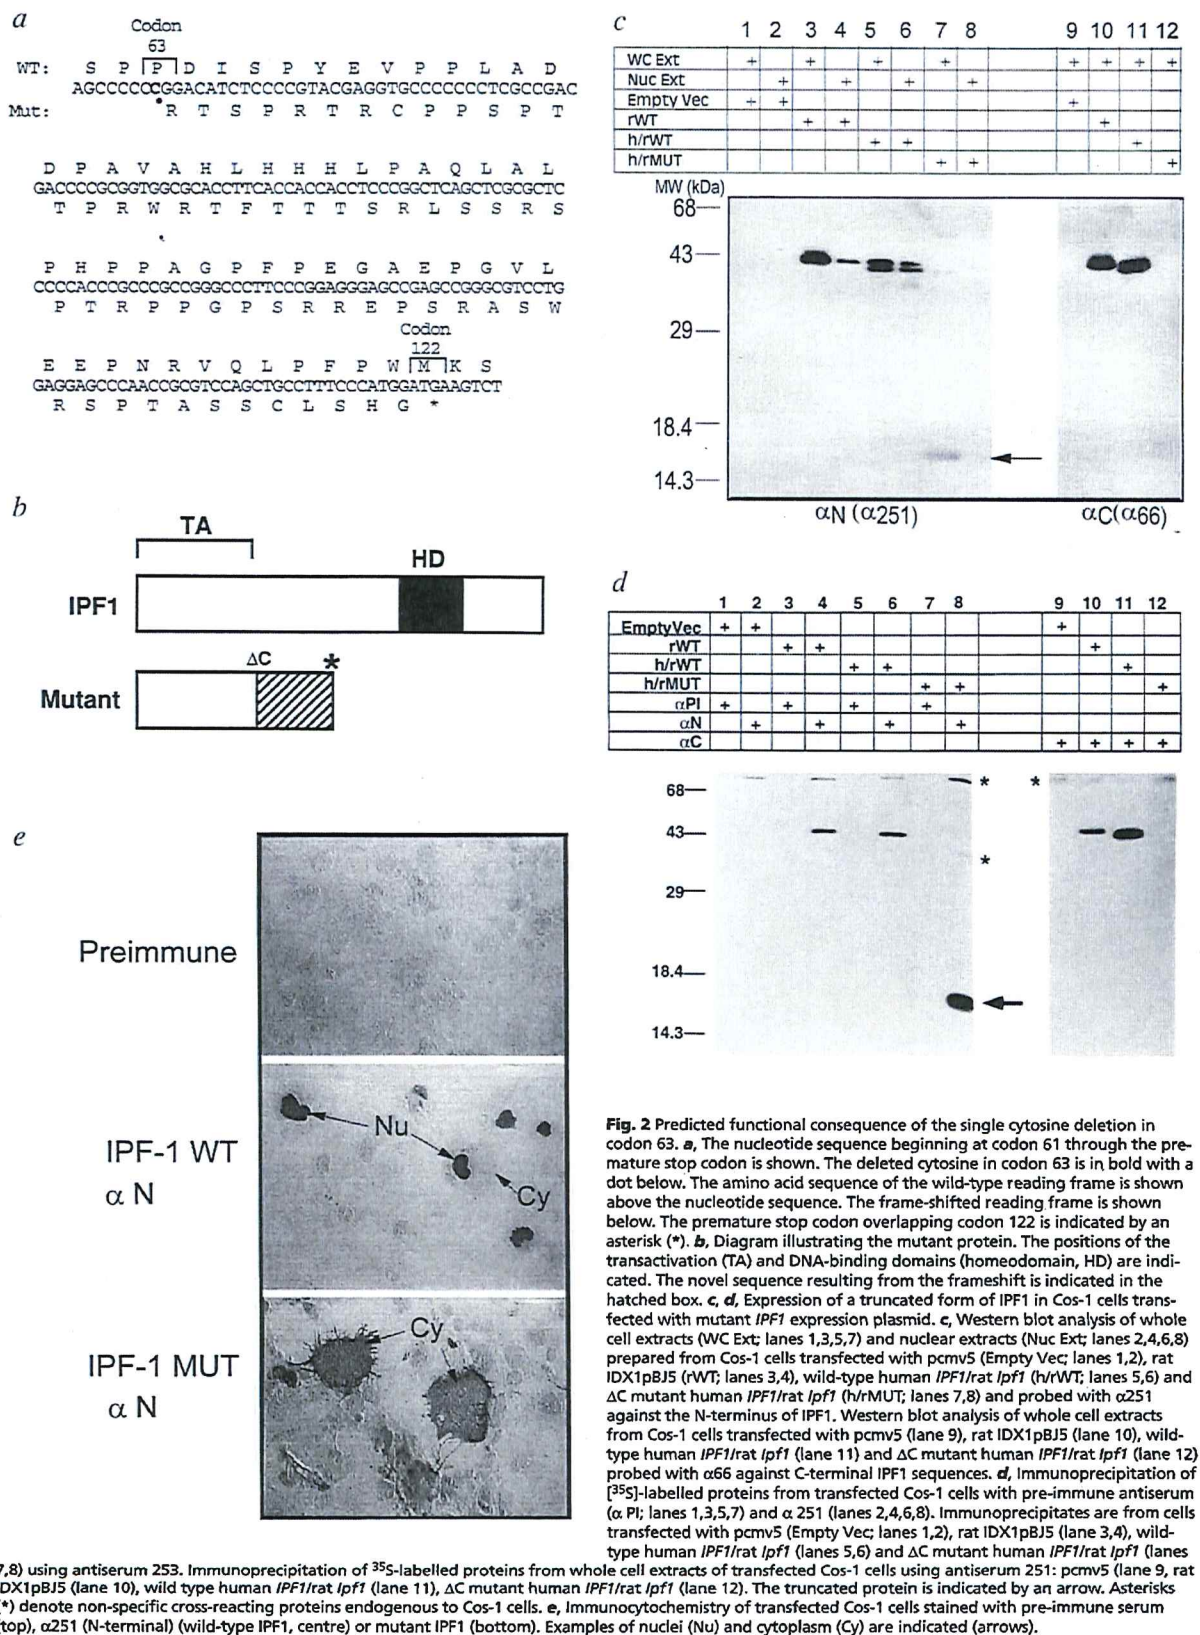 a
Codon
63
WT: S P P D I S P Y E V P P L A D
AGCCCCCCGGACATCTCCCCGTACGAGGTGCCCCCCCTCGCCGAC
Mut: R T S P R T R C P P S P T
D P A V A H L H H H L P A Q L A L
GACCCCGCGGTGGCGCACCTTCACCACCACCTCCCGGCTCAGCTCGCGCTC
T P R W R T F T T T S R L S S R S
P H P P A G P F P E G A E P G V L
CCCCACCCGCCCGCCGGGCCCTTCCCGGAGGGAGCCGAGCCGGGCGTCCTG
P T R P P G P S R R E P S R A S W
Codon
122
E E P N R V Q L P F P W M K S
GAGGAGCCCAACCGCGTCCAGCTGCCTTTCCCATGGATGAAGTCT
R S P T A S S C L S H G *
b
TA
HD
IPF1
ΔC
*
Mutant
c
1 2 3 4 5 6 7 8 9 10 11 12
WC Ext + + + + + + + +
Nuc Ext + + + +
Empty Vec + + +
rWT + + +
h/rWT + + +
h/rMUT + + +
MW (kDa)
68
43
29
18.4
14.3
αN (α251) αC(α66)
d
1 2 3 4 5 6 7 8 9 10 11 12
EmptyVec + + +
rWT + + +
h/rWT + + +
h/rMUT + + +
αPI + + + +
αN + + + +
αC + + + +
68 * *
43
*
29
18.4
14.3
e
Preimmune
IPF-1 WT
α N
Nu
Cy
IPF-1 MUT
α N
Cy
Fig. 2 Predicted functional consequence of the single cytosine deletion in
codon 63. a, The nucleotide sequence beginning at codon 61 through the pre-
mature stop codon is shown. The deleted cytosine in codon 63 is in bold with a
dot below. The amino acid sequence of the wild-type reading frame is shown
above the nucleotide sequence. The frame-shifted reading frame is shown
below. The premature stop codon overlapping codon 122 is indicated by an
asterisk (*). b, Diagram illustrating the mutant protein. The positions of the
transactivation (TA) and DNA-binding domains (homeodomain, HD) are indi-
cated. The novel sequence resulting from the frameshift is indicated in the
hatched box. c, d, Expression of a truncated form of IPF1 in Cos-1 cells trans-
fected with mutant IPF1 expression plasmid. c, Western blot analysis of whole
cell extracts (WC Ext; lanes 1,3,5,7) and nuclear extracts (Nuc Ext; lanes 2,4,6,8)
prepared from Cos-1 cells transfected with pcmv5 (Empty Vec; lanes 1,2), rat
IDX1pBJ5 (rWT; lanes 3,4), wild-type human IPF1/rat Ipf1 (h/rWT; lanes 5,6) and
ΔC mutant human IPF1/rat Ipf1 (h/rMUT; lanes 7,8) and probed with α251
against the N-terminus of IPF1. Western blot analysis of whole cell extracts
from Cos-1 cells transfected with pcmv5 (lane 9), rat IDX1pBJ5 (lane 10), wild-
type human IPF1/rat Ipf1 (lane 11) and ΔC mutant human IPF1/rat Ipf1 (lane 12)
probed with α66 against C-terminal IPF1 sequences. d, Immunoprecipitation of
[³⁵S]-labelled proteins from transfected Cos-1 cells with pre-immune antiserum
(α PI; lanes 1,3,5,7) and α 251 (lanes 2,4,6,8). Immunoprecipitates are from cells
transfected with pcmv5 (Empty Vec; lanes 1,2), rat IDX1pBJ5 (lane 3,4), wild-
type human IPF1/rat Ipf1 (lanes 5,6) and ΔC mutant human IPF1/rat Ipf1 (lanes
7,8) using antiserum 253. Immunoprecipitation of ³⁵S-labelled proteins from whole cell extracts of transfected Cos-1 cells using antiserum 251: pcmv5 (lane 9, rat
DX1pBJ5 (lane 10), wild type human IPF1/rat Ipf1 (lane 11), ΔC mutant human IPF1/rat Ipf1 (lane 12). The truncated protein is indicated by an arrow. Asterisks
(*) denote non-specific cross-reacting proteins endogenous to Cos-1 cells. e, Immunocytochemistry of transfected Cos-1 cells stained with pre-immune serum
top), α251 (N-terminal) (wild-type IPF1, centre) or mutant IPF1 (bottom). Examples of nuclei (Nu) and cytoplasm (Cy) are indicated (arrows).